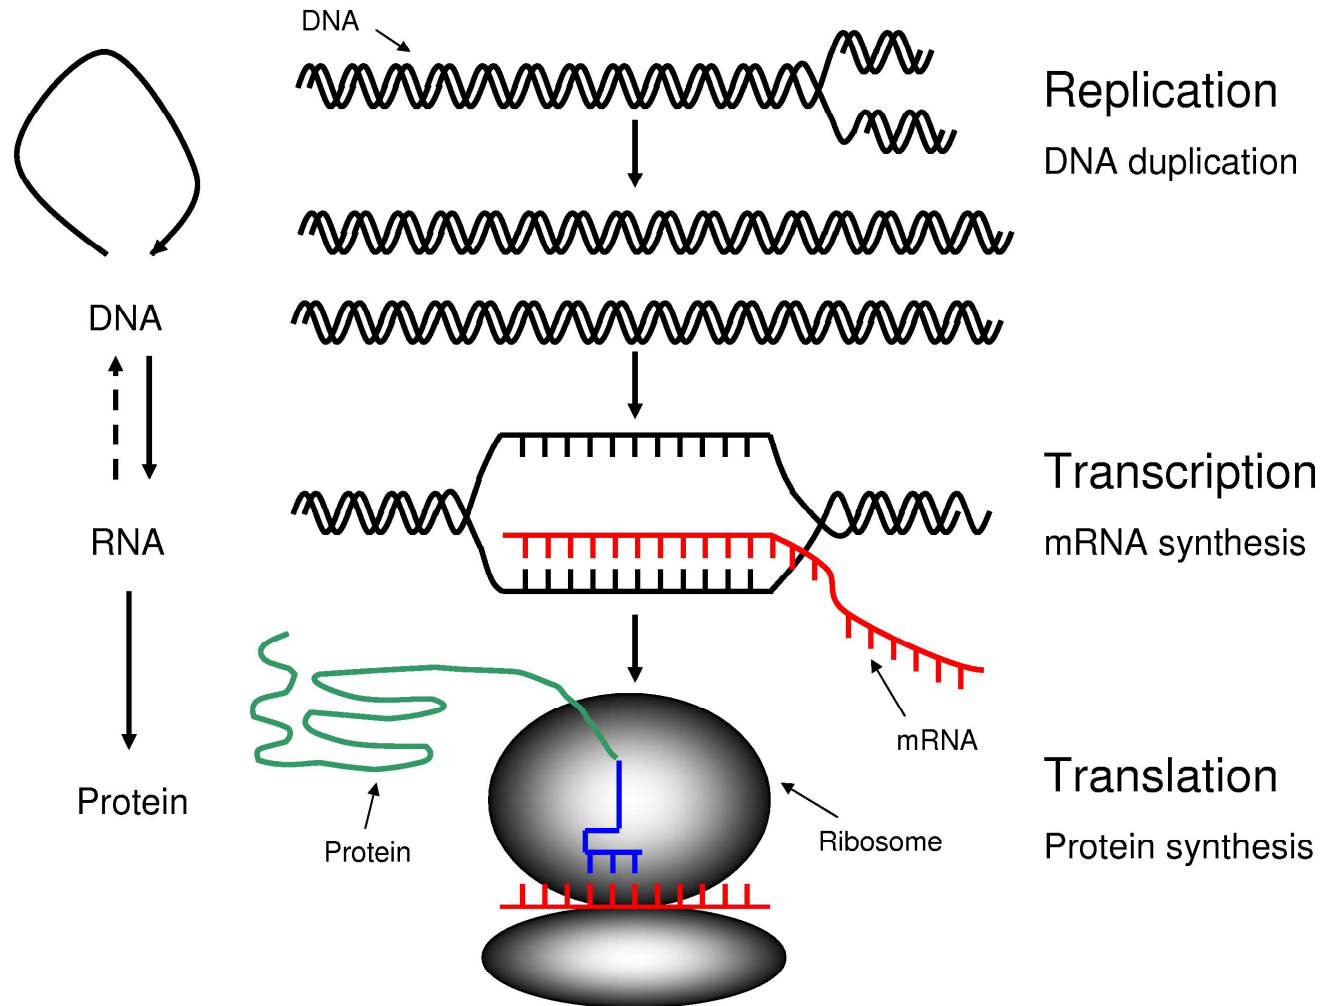 DNA
Replication
DNA duplication
DNA
RNA
Protein
Transcription
mRNA synthesis
mRNA
Translation
Protein synthesis
Ribosome
Protein